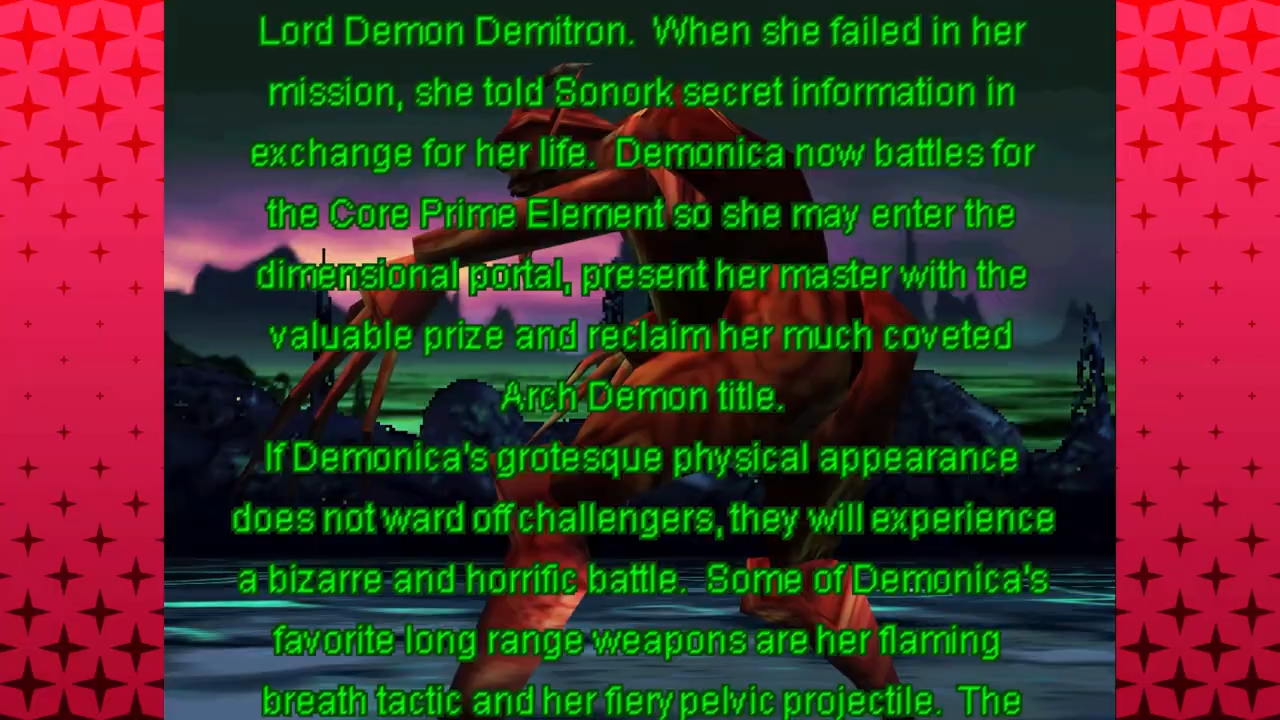 Lord Demon Demitron.  When she failed in her
mission, she told Sonork secret information in
exchange for her life.  Demonica now battles for
the Core Prime Element so she may enter the
dimensional portal, present her master with the
valuable prize and reclaim her much coveted
Arch Demon title.
If Demonica's grotesque physical appearance
does not ward off challengers, they will experience
a bizarre and horrific battle.  Some of Demonica's
favorite long range weapons are her flaming
breath tactic and her fiery pelvic projectile.  The